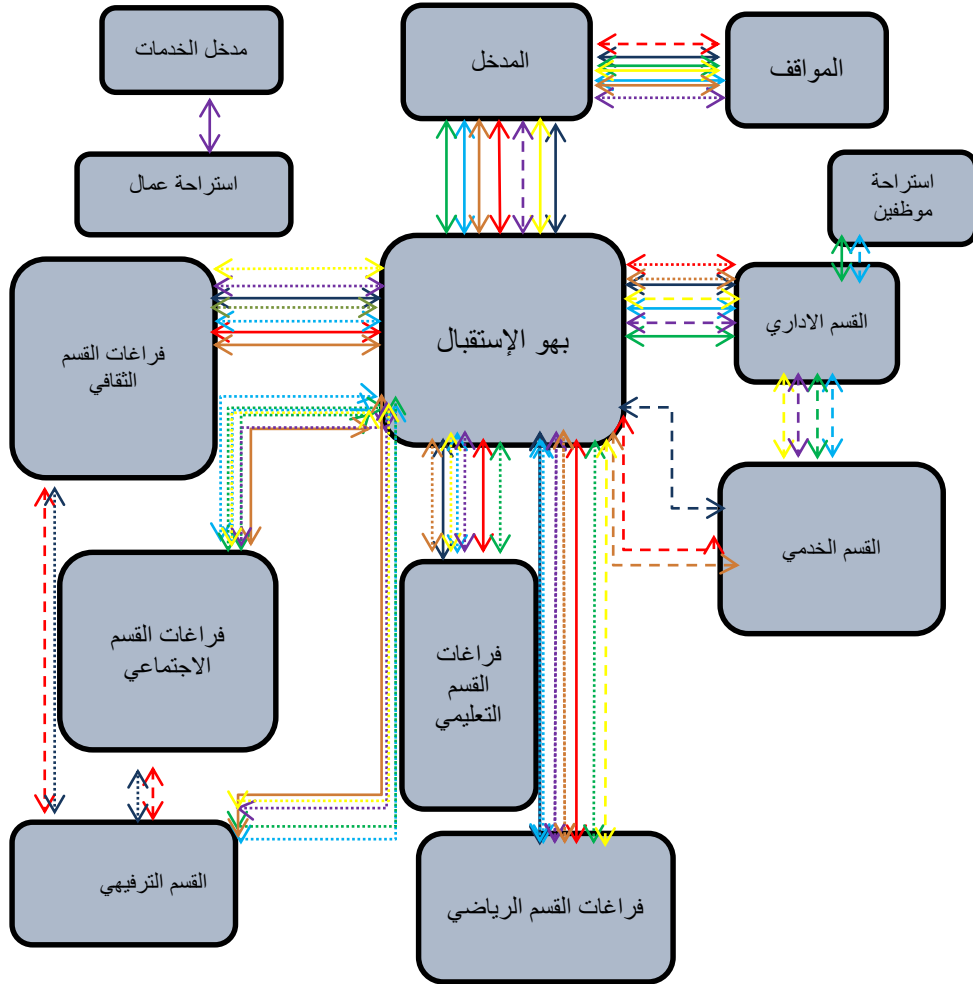 مدخل الخدمات
المدخل
المواقف
استراحة عمال
استراحة
موظفين
فراغات القسم
الثقافي
بهو الإستقبال
القسم الاداري
فراغات القسم
الاجتماعي
فراغات
القسم
التعليمي
القسم الخدمي
القسم الترفيهي
فراغات القسم الرياضي